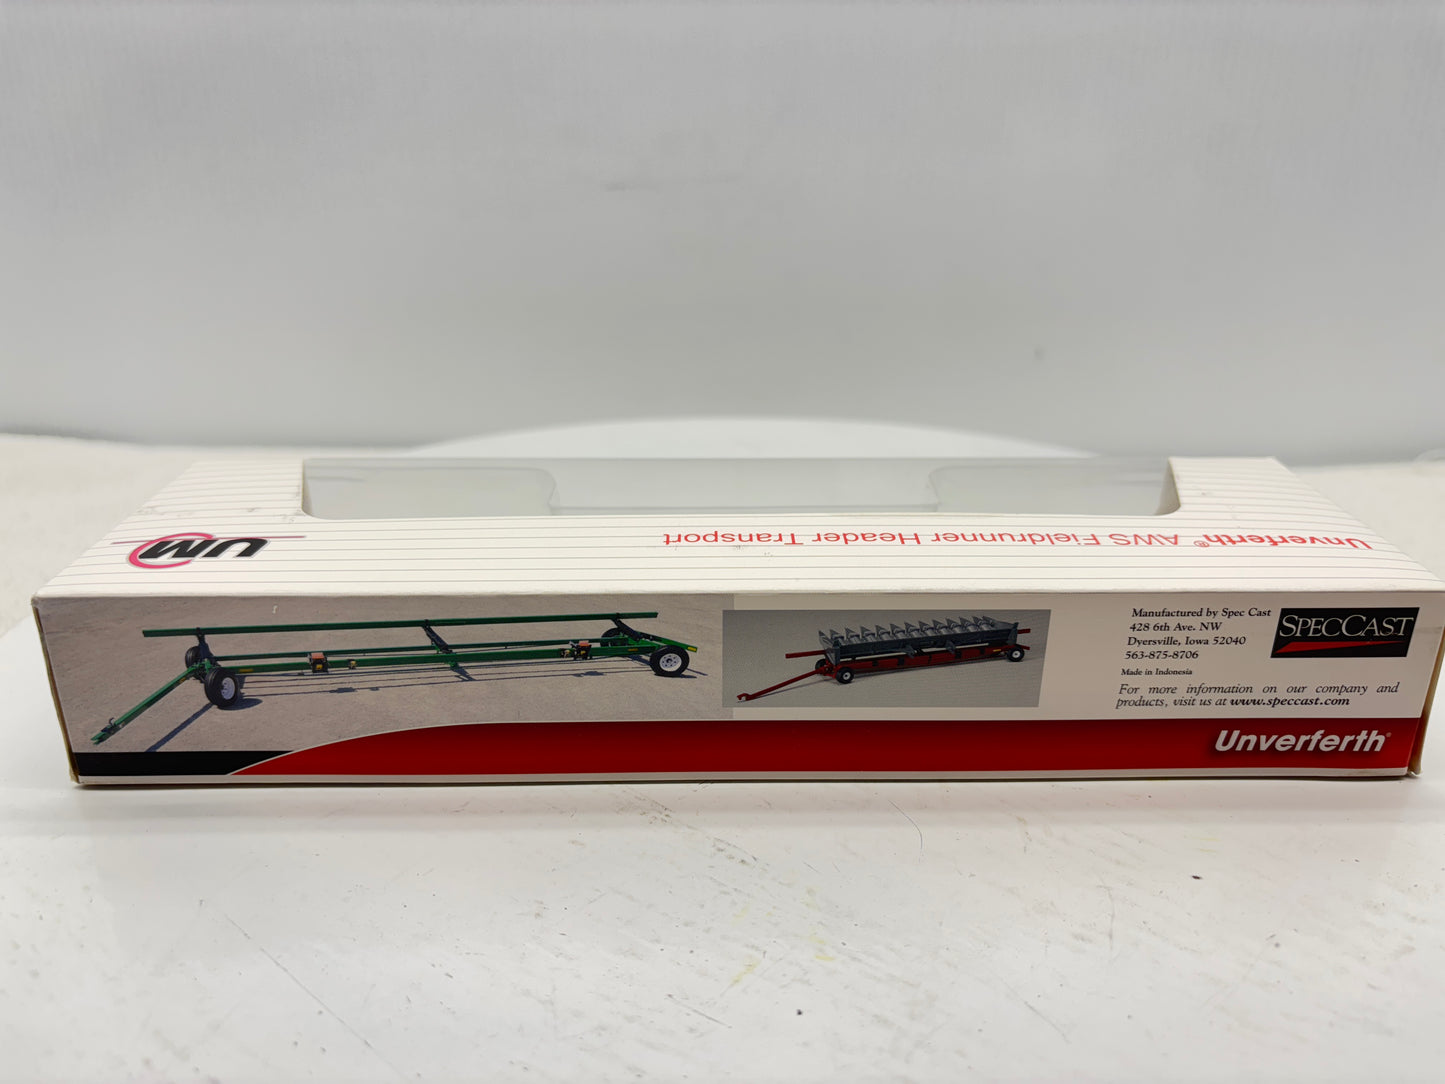 UM
Unverferth® AWS Fieldrunner Header Transport
Manufactured by Spec Cast
428 6th Ave. NW
Dyersville, Iowa 52040
563-875-8706
Made in Indonesia
For more information on our company and
products, visit us at www.speccast.com
SPECCAST
Unverferth®